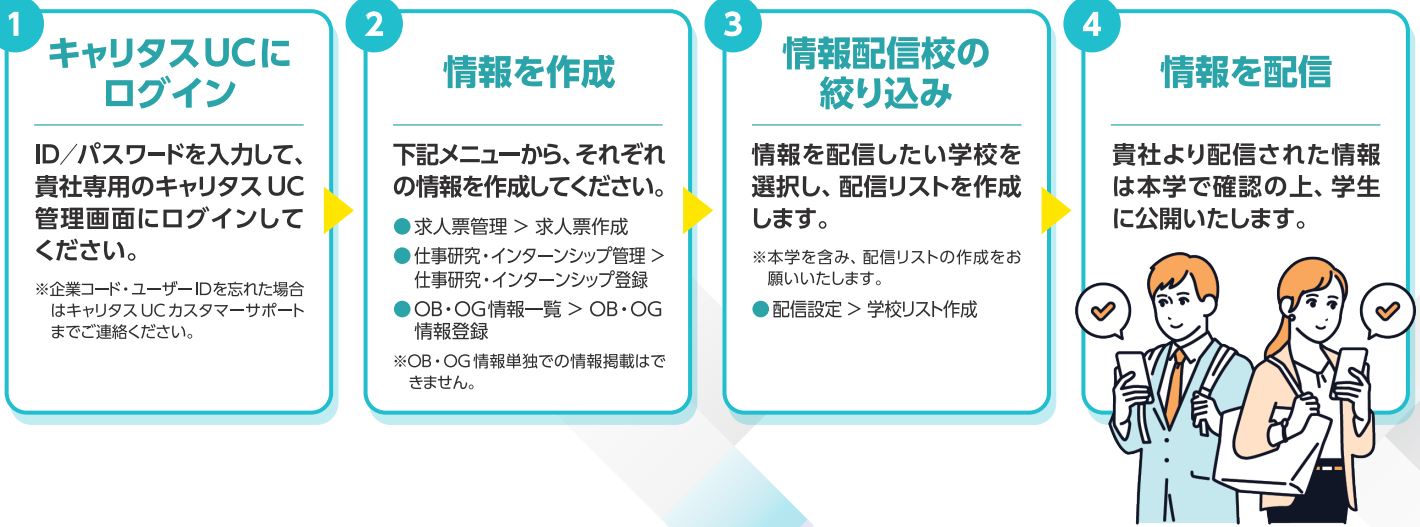 1
キャリタスUCに
ログイン
ID/パスワードを入力して、
貴社専用のキャリタスUC
管理画面にログインして
ください。
※企業コード・ユーザーIDを忘れた場合
はキャリタスUCカスタマーサポート
までご連絡ください。
2
情報を作成
下記メニューから、それぞれ
の情報を作成してください。
●求人票管理 > 求人票作成
●仕事研究・インターンシップ管理 >
仕事研究・インターンシップ登録
●OB・OG情報一覧 > OB・OG
情報登録
※OB・OG情報単独での情報掲載はで
きません。
3
情報配信校の
絞り込み
情報を配信したい学校を
選択し、配信リストを作成
します。
※本学を含み、配信リストの作成をお
願いいたします。
●配信設定 > 学校リスト作成
4
情報を配信
貴社より配信された情報
は本学で確認の上、学生
に公開いたします。